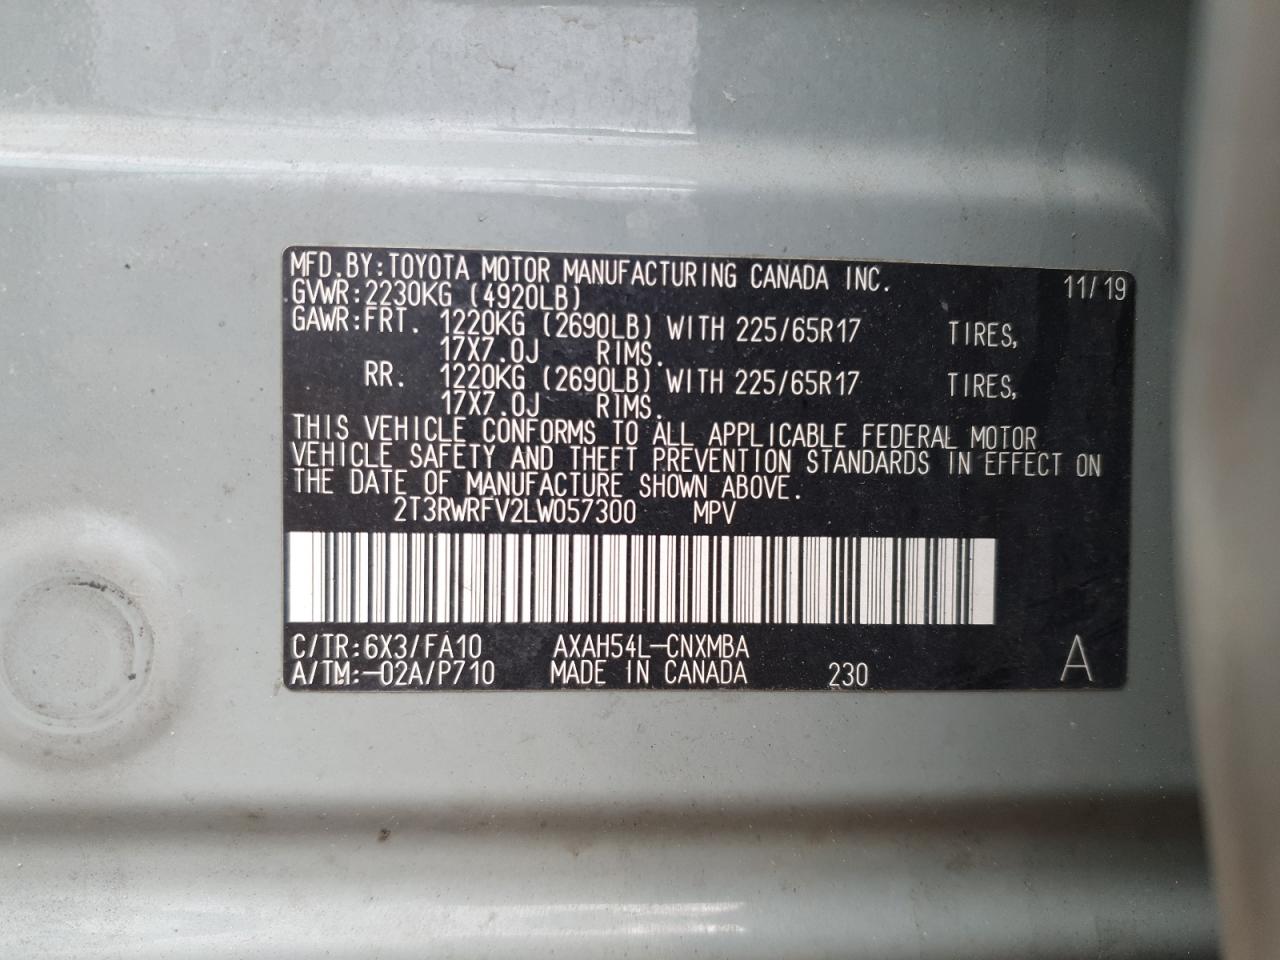 MFD.BY:TOYOTA MOTOR MANUFACTURING CANADA INC. 11/19
GVWR:2230KG (4920LB)
GAWR:FRT. 1220KG (2690LB) WITH 225/65R17 TIRES,
17X7.0J RIMS.
RR. 1220KG (2690LB) WITH 225/65R17 TIRES,
17X7.0J RIMS.
THIS VEHICLE CONFORMS TO ALL APPLICABLE FEDERAL MOTOR
VEHICLE SAFETY AND THEFT PREVENTION STANDARDS IN EFFECT ON
THE DATE OF MANUFACTURE SHOWN ABOVE.
2T3RWRFV2LW057300 MPV
C/TR:6X3/FA10 AXAH54L-CNXMBA
A/TM:-02A/P710 MADE IN CANADA 230 A